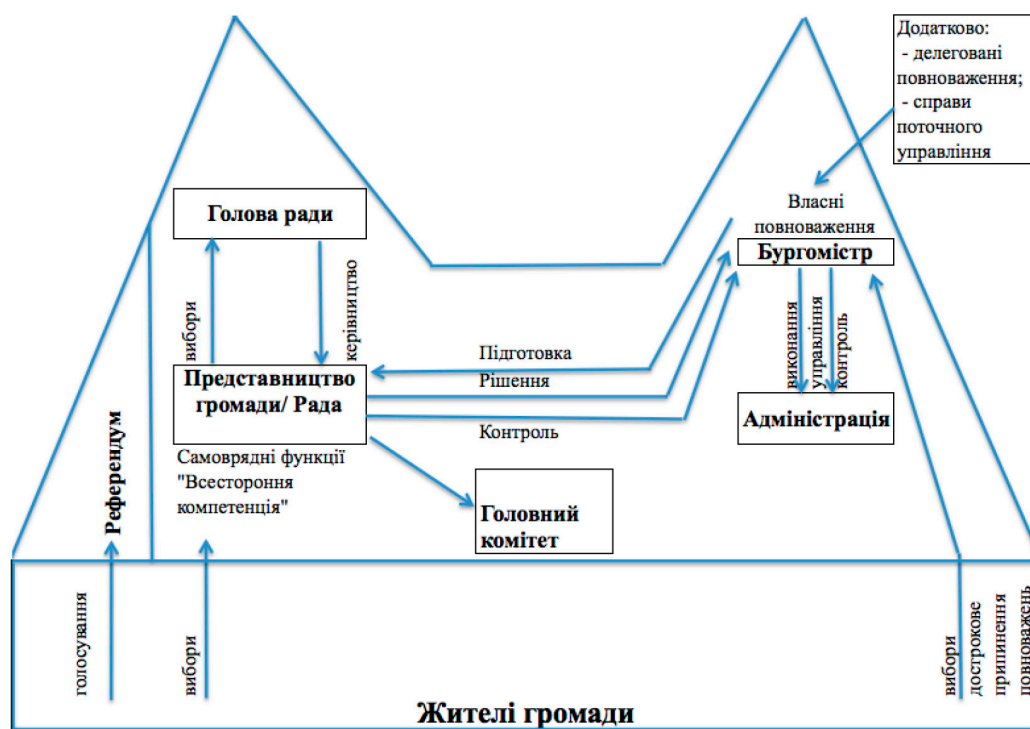 Додатково:
- делеговані
повноваження;
- справи
поточного
управління
Власні
повноваження
Голова ради
Бургомістр
вибори
керівництво
виконання
управління
контроль
Підготовка
Рішення
Контроль
Представництво
громади/ Рада
Адміністрація
Самоврядні функції
"Всестороння
компетенція"
Головний
комітет
Референдум
голосування
вибори
вибори
дострокове
припинення
повноважень
Жителі громади